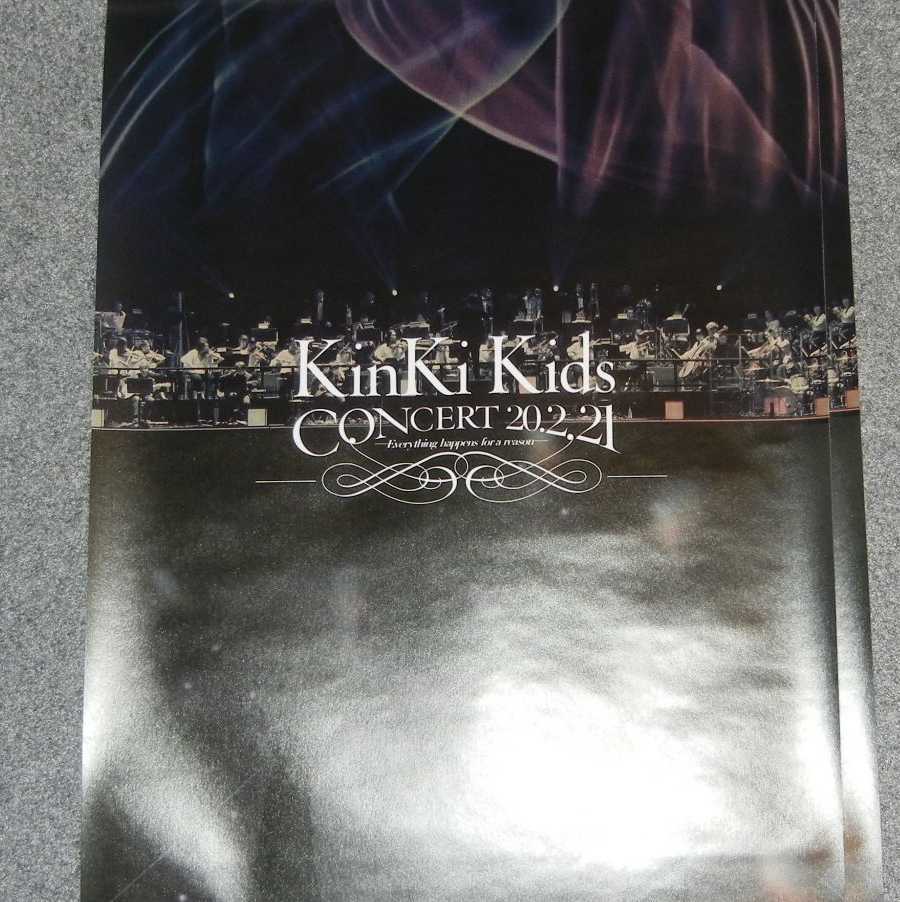 KinKi Kids
CONCERT 20.2.21
—Everything happens for a reason—